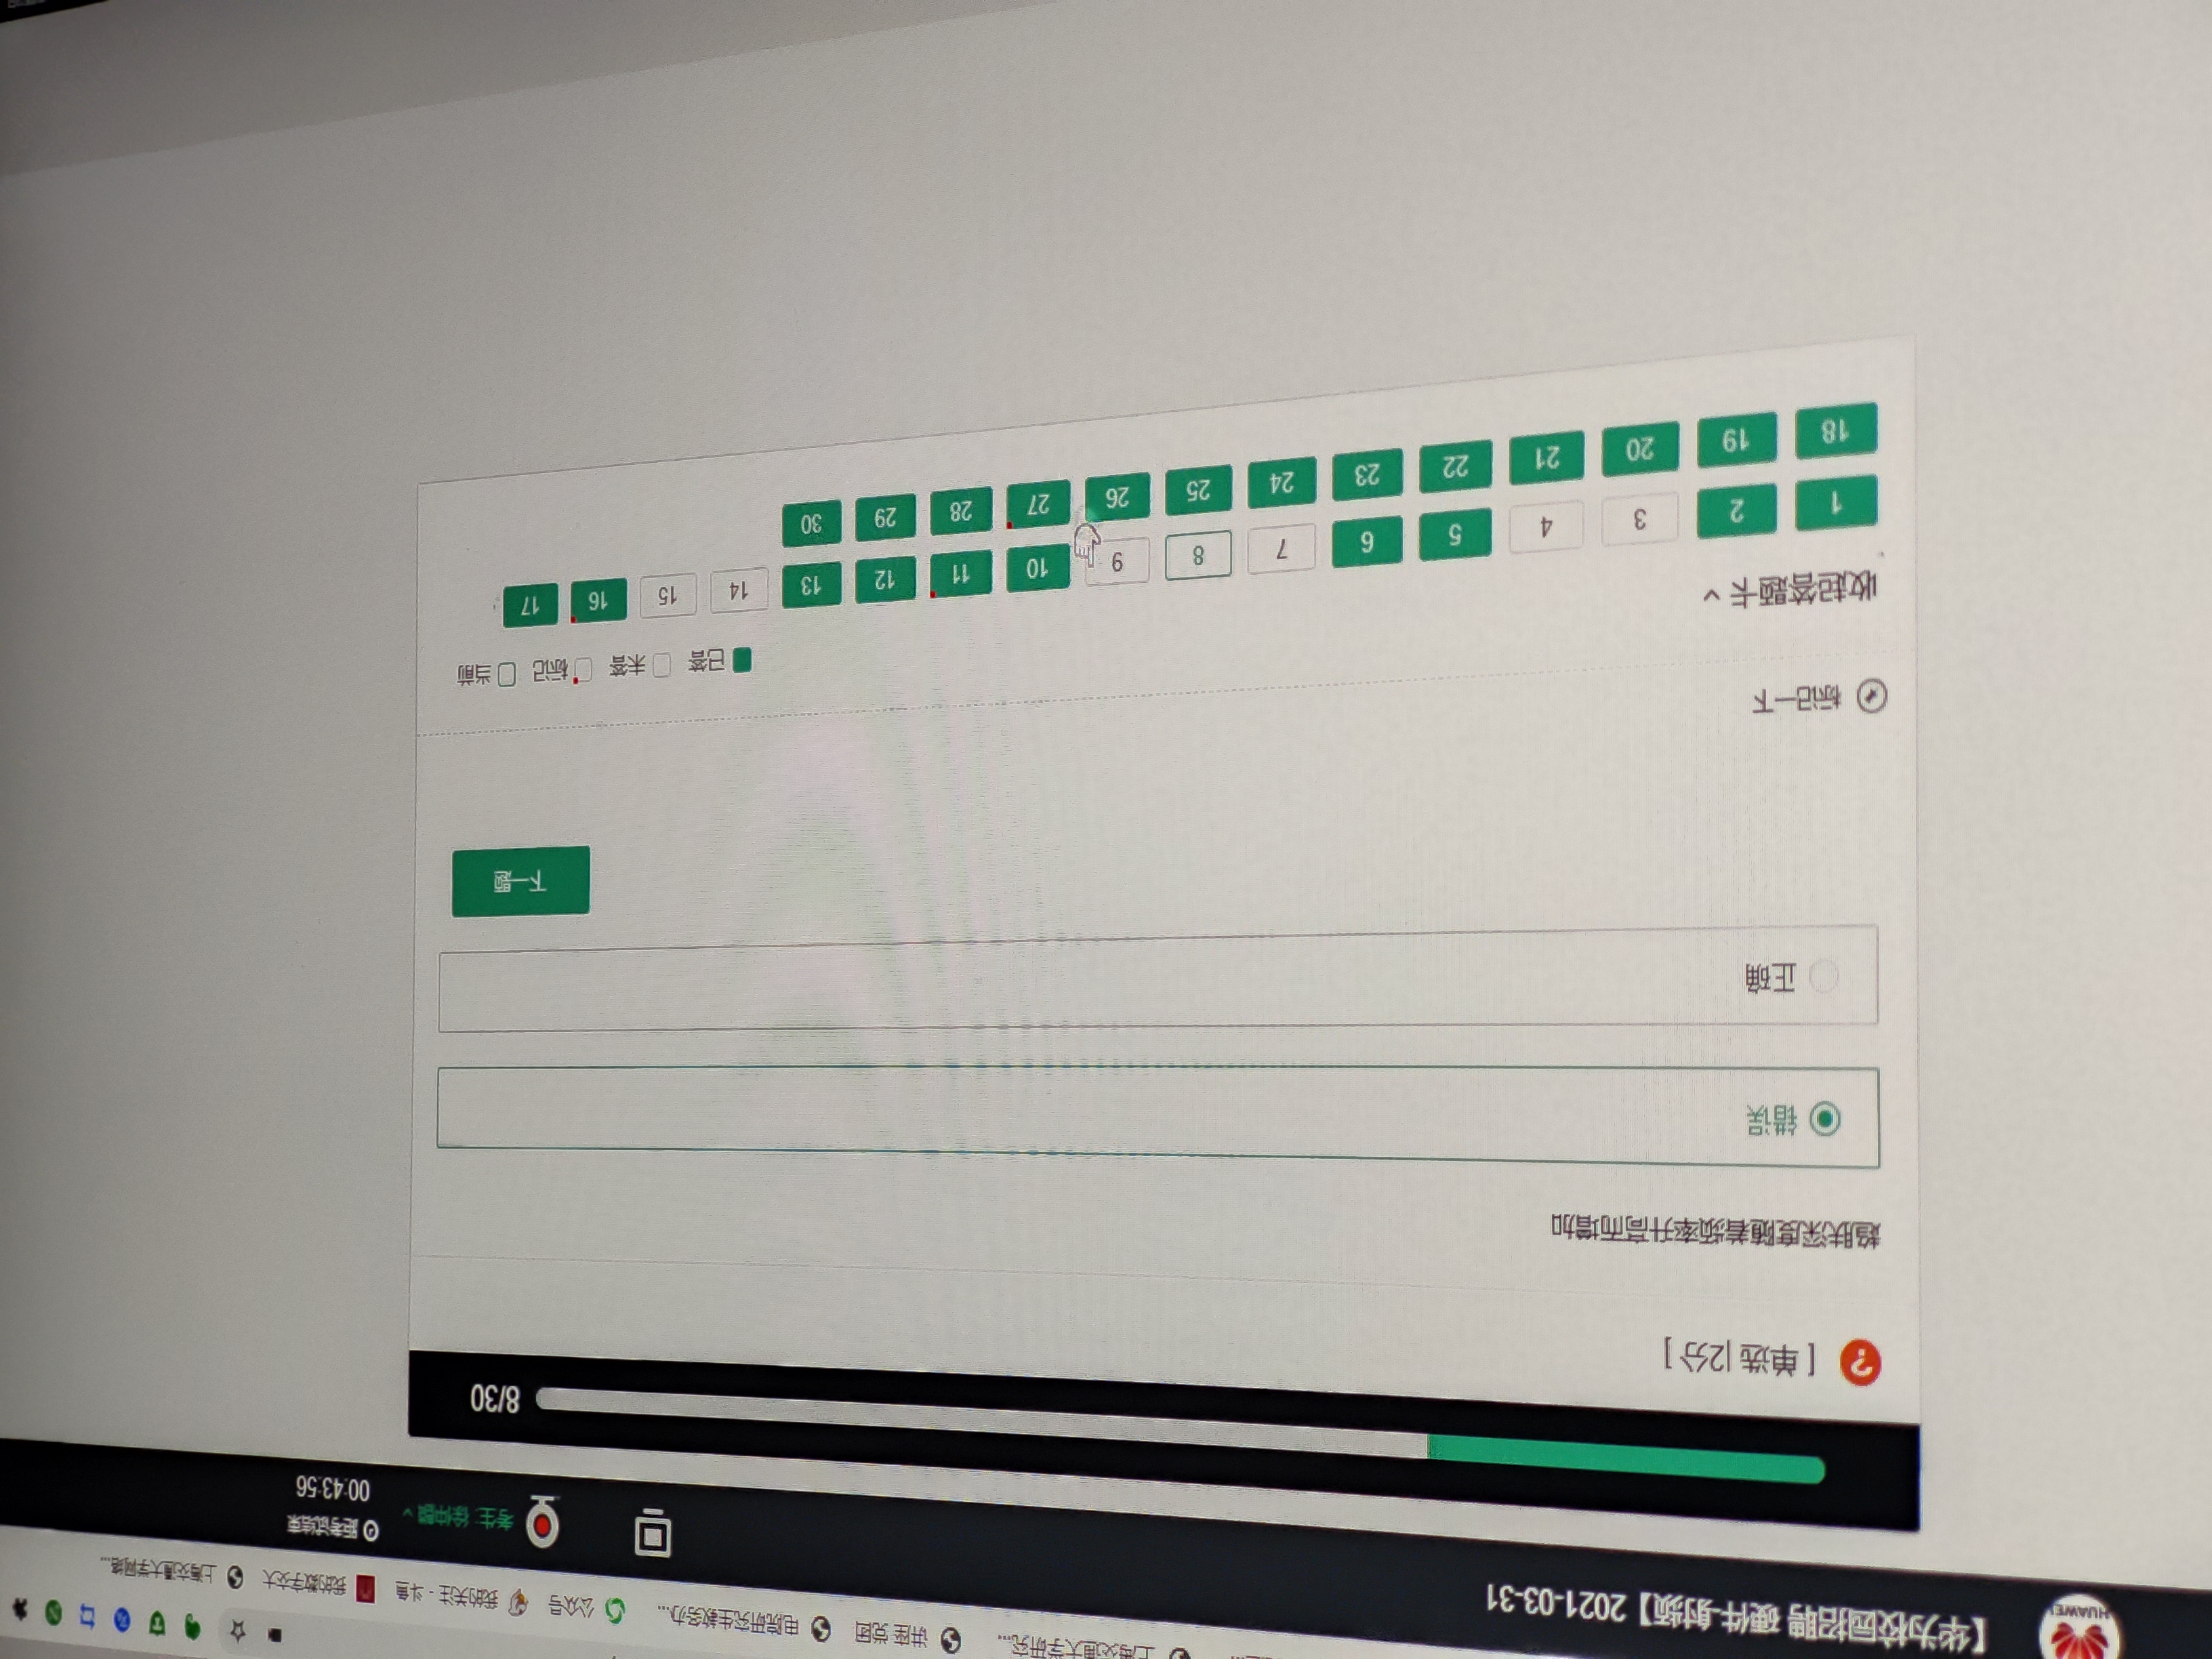 上海交通大学研究...
讲座 党团
电院研究生教务办...
公众号
我的关注 - 斗鱼
我的数字交大
上海交通大学网络...
HUAWEI
【华为校园招聘 硬件-射频】2021-03-31
考生: 徐仲麟
距考试结束
00:43:56
8/30
? [ 单选 |2分 ]
趋肤深度随着频率升高而增加
错误
正确
下一题
标记一下
已答 未答 标记 当前
收起答题卡
1 2 3 4 5 6 7 8 9 10 11 12 13 14 15 16 17
18 19 20 21 22 23 24 25 26 27 28 29 30